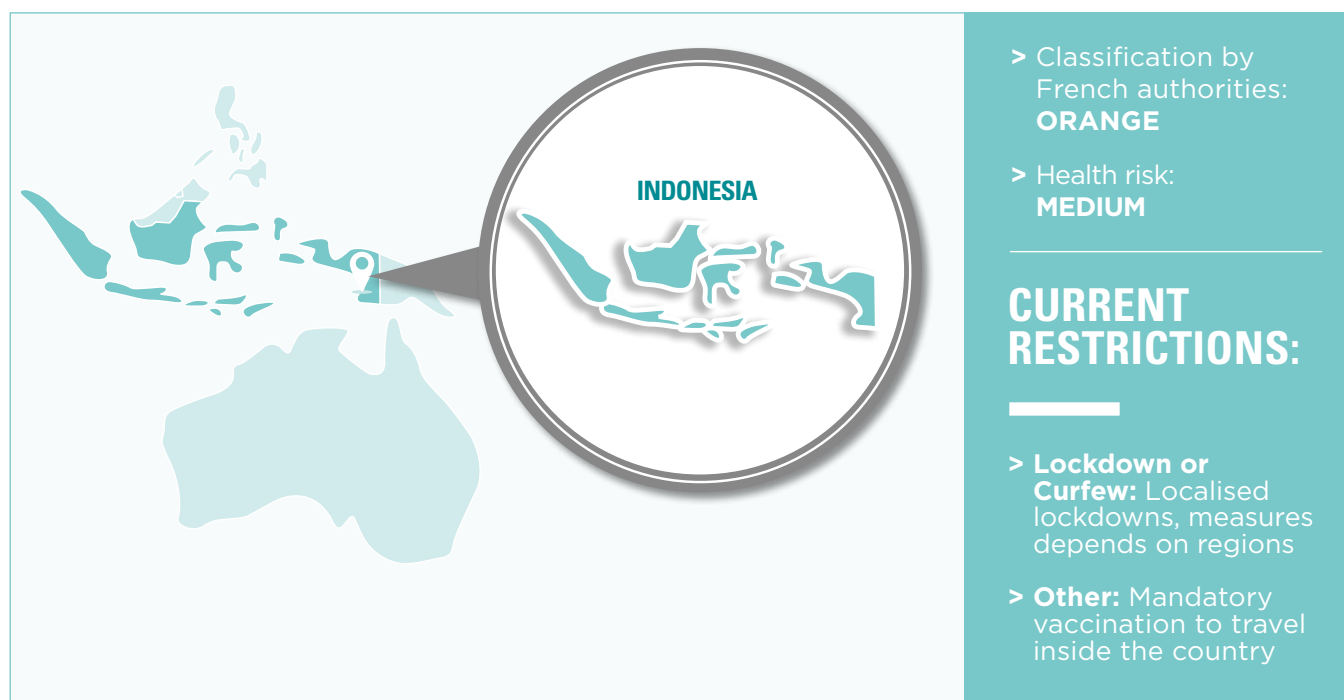 INDONESIA
> Classification by
French authorities:
ORANGE
> Health risk:
MEDIUM
CURRENT
RESTRICTIONS:
> Lockdown or
Curfew: Localised
lockdowns, measures
depends on regions
> Other: Mandatory
vaccination to travel
inside the country